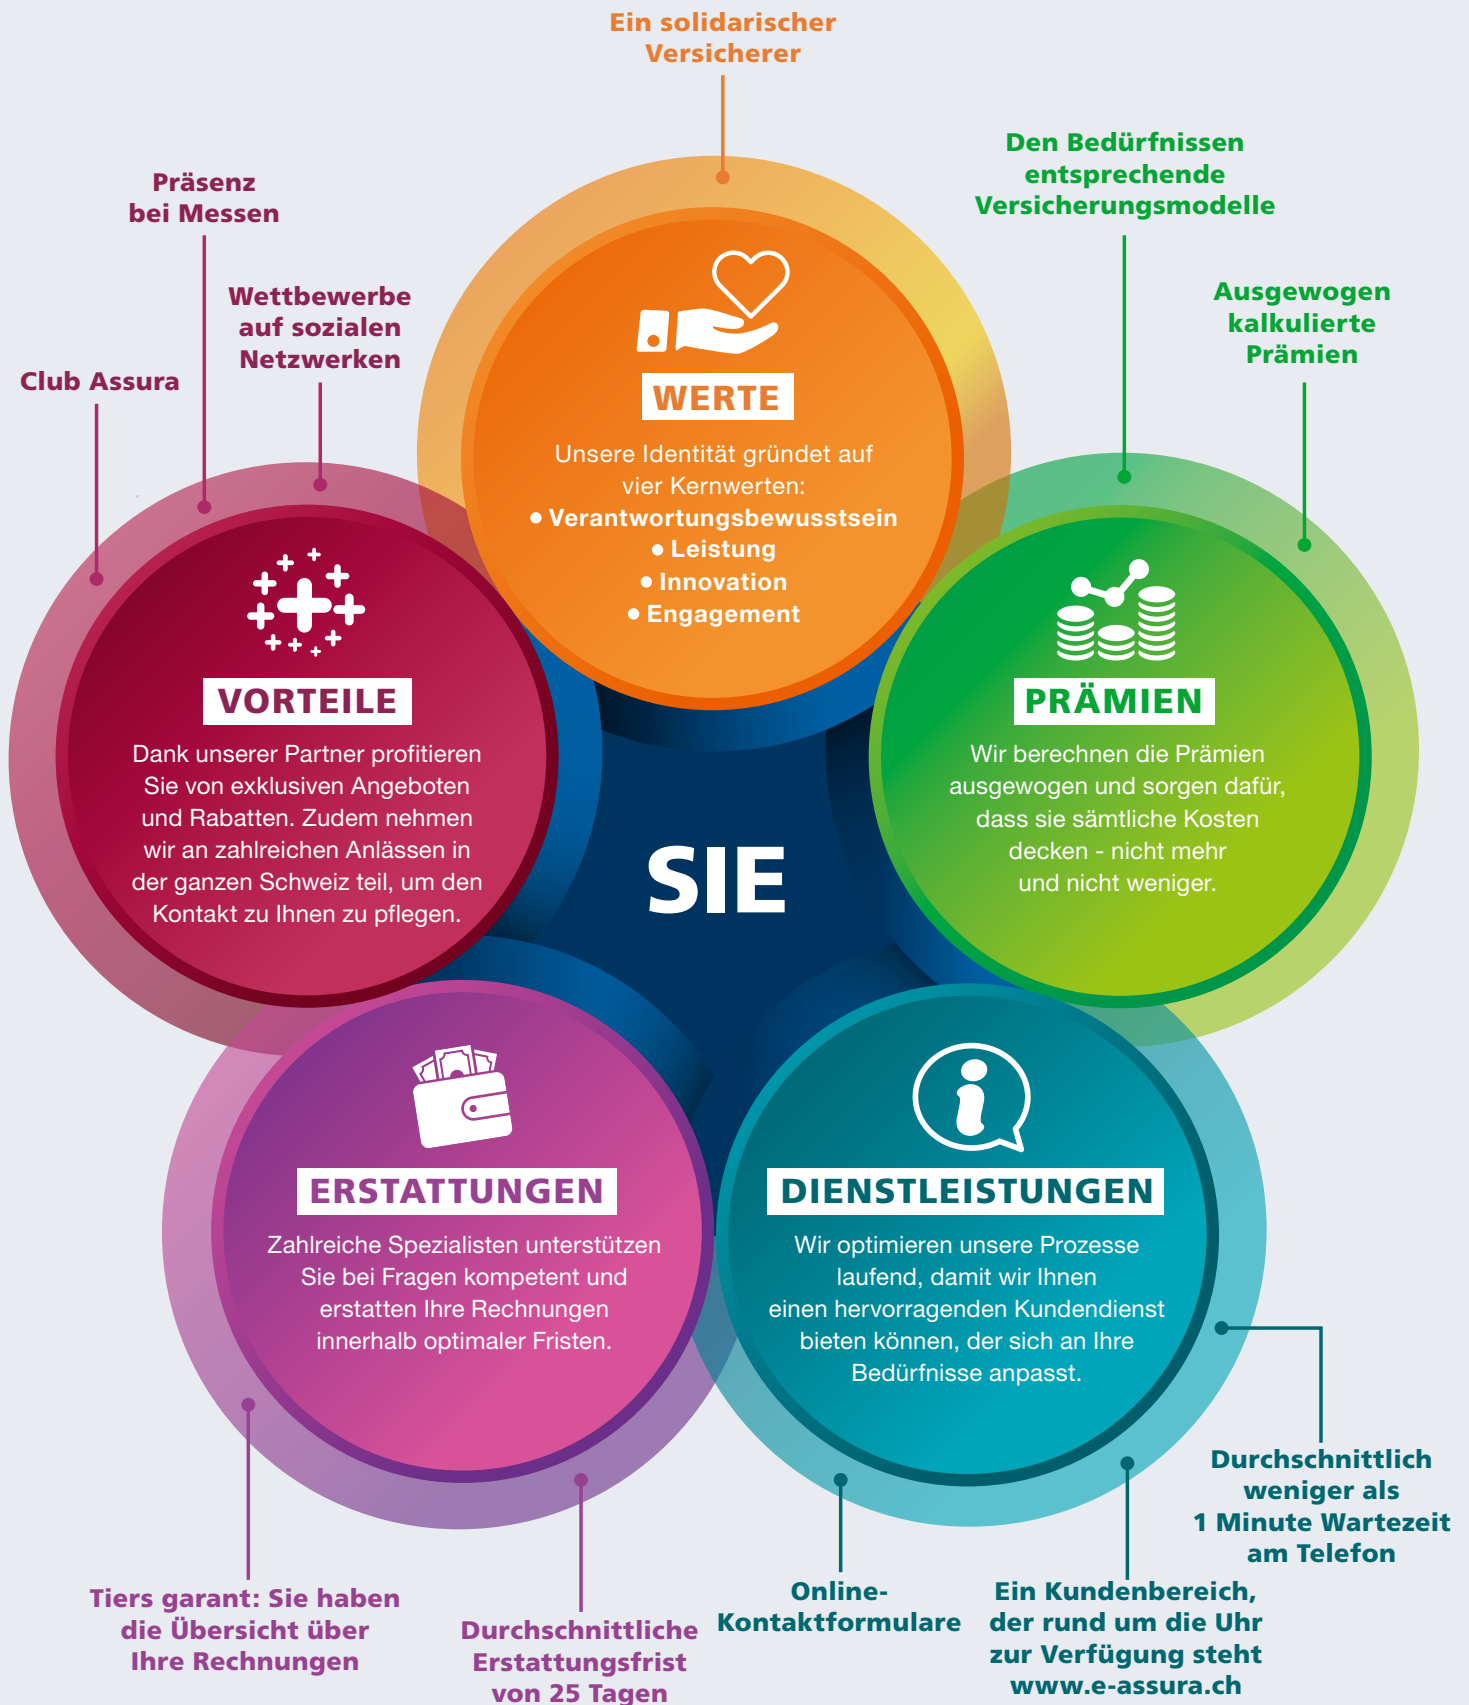 Ein solidarischer
Versicherer
Präsenz
bei Messen
Wettbewerbe
auf sozialen
Netzwerken
Club Assura
Den Bedürfnissen
entsprechende
Versicherungsmodelle
Ausgewogen
kalkulierte
Prämien
WERTE
Unsere Identität gründet auf
vier Kernwerten:
• Verantwortungsbewusstsein
• Leistung
• Innovation
• Engagement
VORTEILE
Dank unserer Partner profitieren
Sie von exklusiven Angeboten
und Rabatten. Zudem nehmen
wir an zahlreichen Anlässen in
der ganzen Schweiz teil, um den
Kontakt zu Ihnen zu pflegen.
PRÄMIEN
Wir berechnen die Prämien
ausgewogen und sorgen dafür,
dass sie sämtliche Kosten
decken - nicht mehr
und nicht weniger.
SIE
ERSTATTUNGEN
Zahlreiche Spezialisten unterstützen
Sie bei Fragen kompetent und
erstatten Ihre Rechnungen
innerhalb optimaler Fristen.
DIENSTLEISTUNGEN
Wir optimieren unsere Prozesse
laufend, damit wir Ihnen
einen hervorragenden Kundendienst
bieten können, der sich an Ihre
Bedürfnisse anpasst.
Tiers garant: Sie haben
die Übersicht über
Ihre Rechnungen
Durchschnittliche
Erstattungsfrist
von 25 Tagen
Online-
Kontaktformulare
Ein Kundenbereich,
der rund um die Uhr
zur Verfügung steht
www.e-assura.ch
Durchschnittlich
weniger als
1 Minute Wartezeit
am Telefon